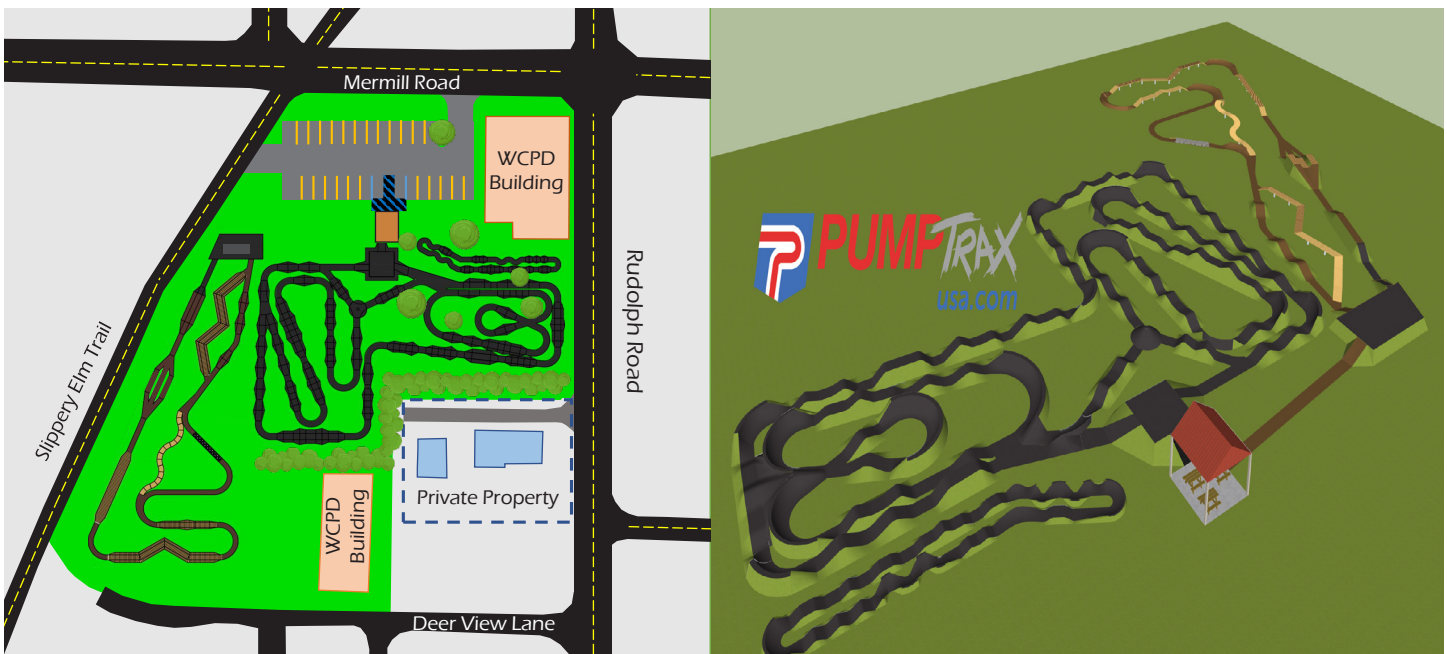 Mermill Road
WCPD
Building
Rudolph Road
Slippery Elm Trail
Private Property
WCPD
Building
Deer View Lane
PUMPTRAX
usa.com